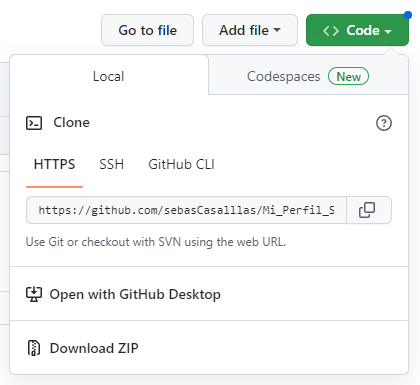 Go to file Add file Code
Local Codespaces New
Clone
HTTPS SSH GitHub CLI
https://github.com/sebasCasalllas/Mi_Perfil_S
Use Git or checkout with SVN using the web URL.
Open with GitHub Desktop
Download ZIP